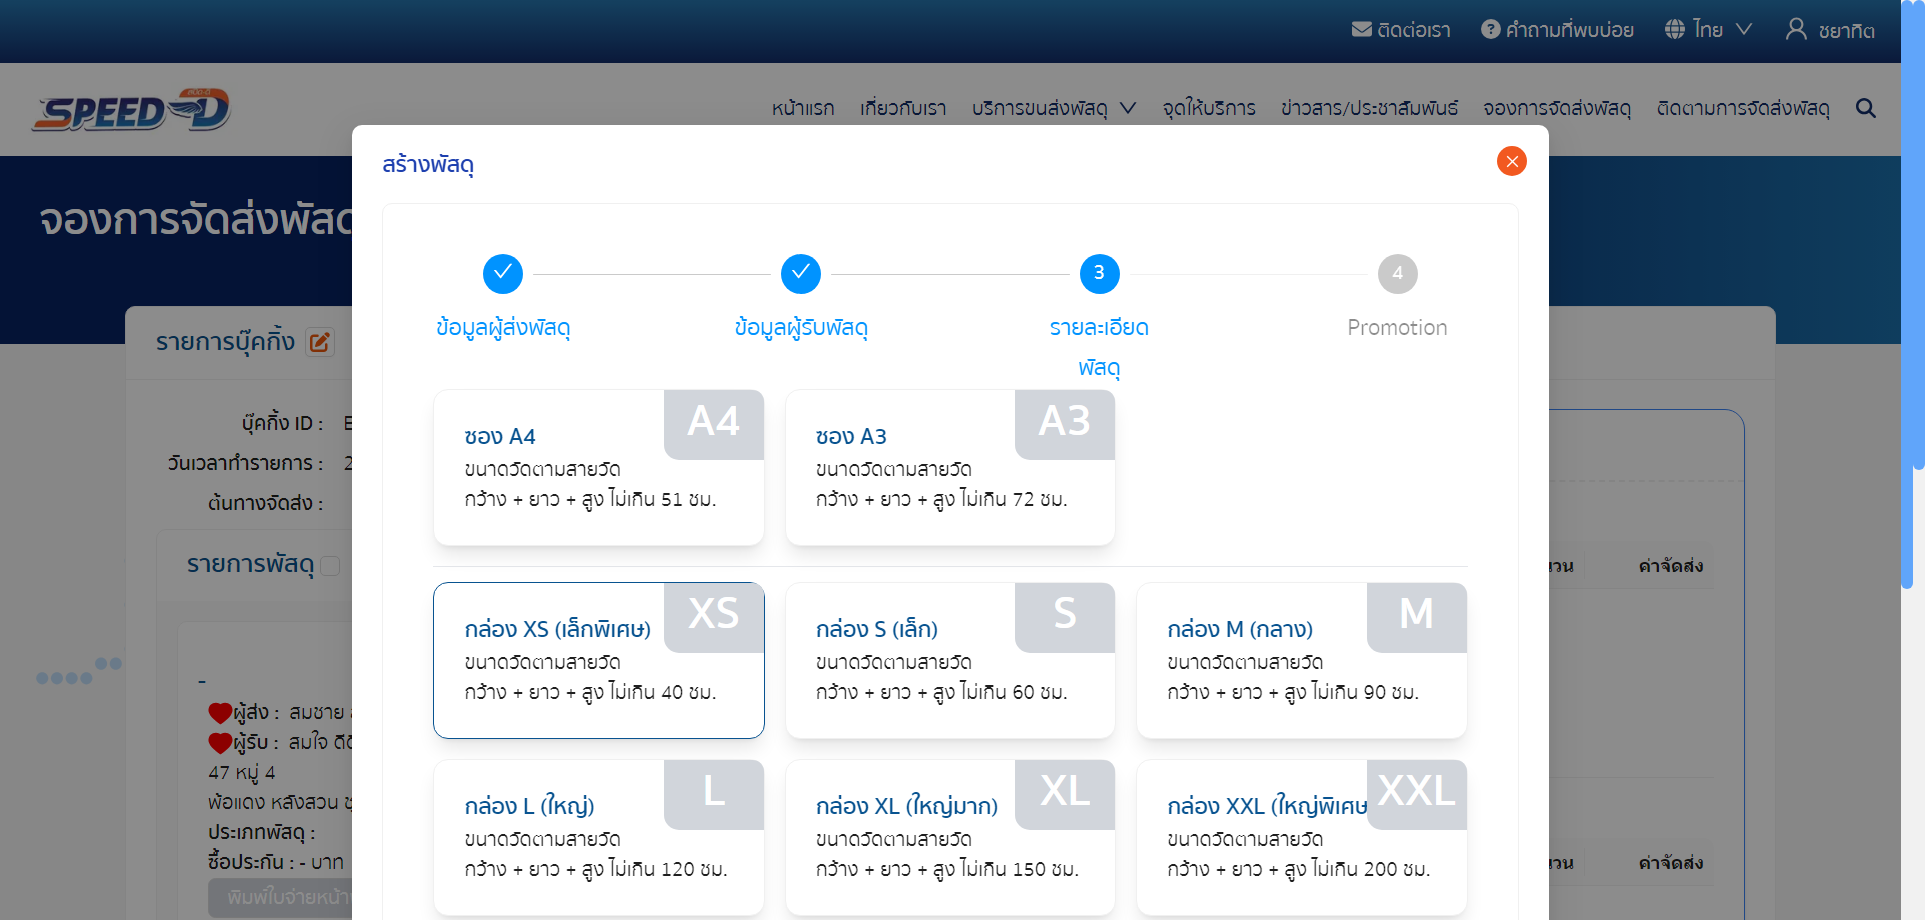 ติดต่อเรา
คำถามที่พบบ่อย
ไทย
ชยาทิต
SPEED-D
หน้าแรก
เกี่ยวกับเรา
บริการขนส่งพัสดุ
จุดให้บริการ
ข่าวสาร/ประชาสัมพันธ์
จองการจัดส่งพัสดุ
ติดตามการจัดส่งพัสดุ
สร้างพัสดุ
จองการจัดส่งพัสดุ
3
4
ข้อมูลผู้ส่งพัสดุ
ข้อมูลผู้รับพัสดุ
รายละเอียด
พัสดุ
Promotion
รายการบุ๊คกิ้ง
บุ๊คกิ้ง ID :
วันเวลาทำรายการ : 2
ต้นทางจัดส่ง :
รายการพัสดุ
-
ผู้ส่ง : สมชาย
ผู้รับ : สมใจ
47 หมู่ 4
พ้อแดง หลังสวน
ประเภทพัสดุ :
ซื้อประกัน : - บาท
พิมพ์ใบจ่ายหน้า
A4
ซอง A4
ขนาดวัดตามสายวัด
กว้าง + ยาว + สูง ไม่เกิน 51 ซม.
A3
ซอง A3
ขนาดวัดตามสายวัด
กว้าง + ยาว + สูง ไม่เกิน 72 ซม.
XS
กล่อง XS (เล็กพิเศษ)
ขนาดวัดตามสายวัด
กว้าง + ยาว + สูง ไม่เกิน 40 ซม.
S
กล่อง S (เล็ก)
ขนาดวัดตามสายวัด
กว้าง + ยาว + สูง ไม่เกิน 60 ซม.
M
กล่อง M (กลาง)
ขนาดวัดตามสายวัด
กว้าง + ยาว + สูง ไม่เกิน 90 ซม.
L
กล่อง L (ใหญ่)
ขนาดวัดตามสายวัด
กว้าง + ยาว + สูง ไม่เกิน 120 ซม.
XL
กล่อง XL (ใหญ่มาก)
ขนาดวัดตามสายวัด
กว้าง + ยาว + สูง ไม่เกิน 150 ซม.
XXL
กล่อง XXL (ใหญ่พิเศษ
ขนาดวัดตามสายวัด
กว้าง + ยาว + สูง ไม่เกิน 200 ซม.
ค่าจัดส่ง
ค่าจัดส่ง